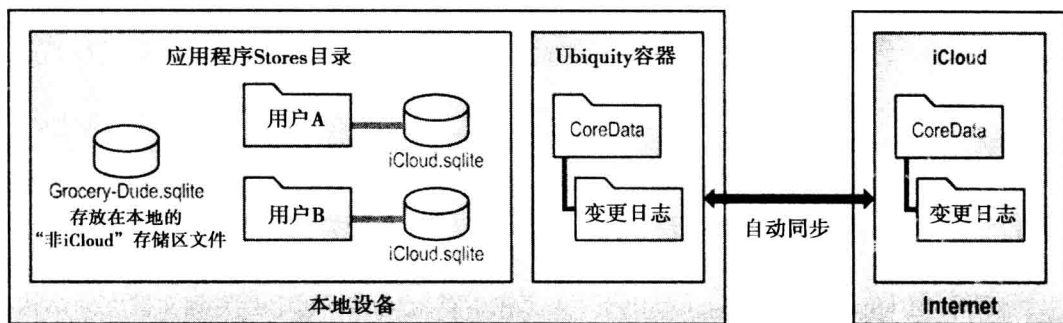 应用程序Stores目录
用户A
iCloud.sqlite
Grocery-Dude.sqlite
存放在本地的
“非iCloud”存储区文件
用户B
iCloud.sqlite
Ubiquity容器
CoreData
变更日志
本地设备
自动同步
iCloud
CoreData
变更日志
Internet